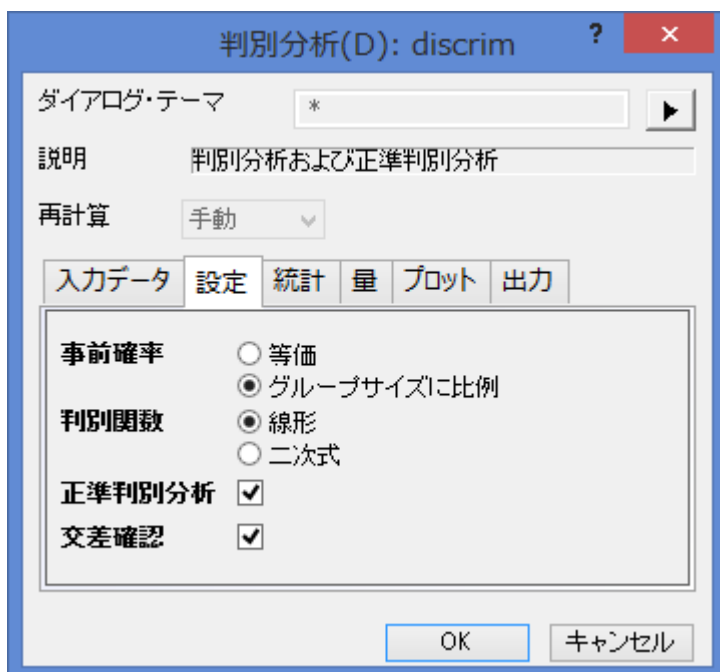 判別分析(D): discrim ? ×
ダイアログ・テーマ *
説明 判別分析および正準判別分析
再計算 手動
入力データ 設定 統計 量 プロット 出力
事前確率 等価
グループサイズに比例
判別関数 線形
二次式
正準判別分析
交差確認
OK キャンセル